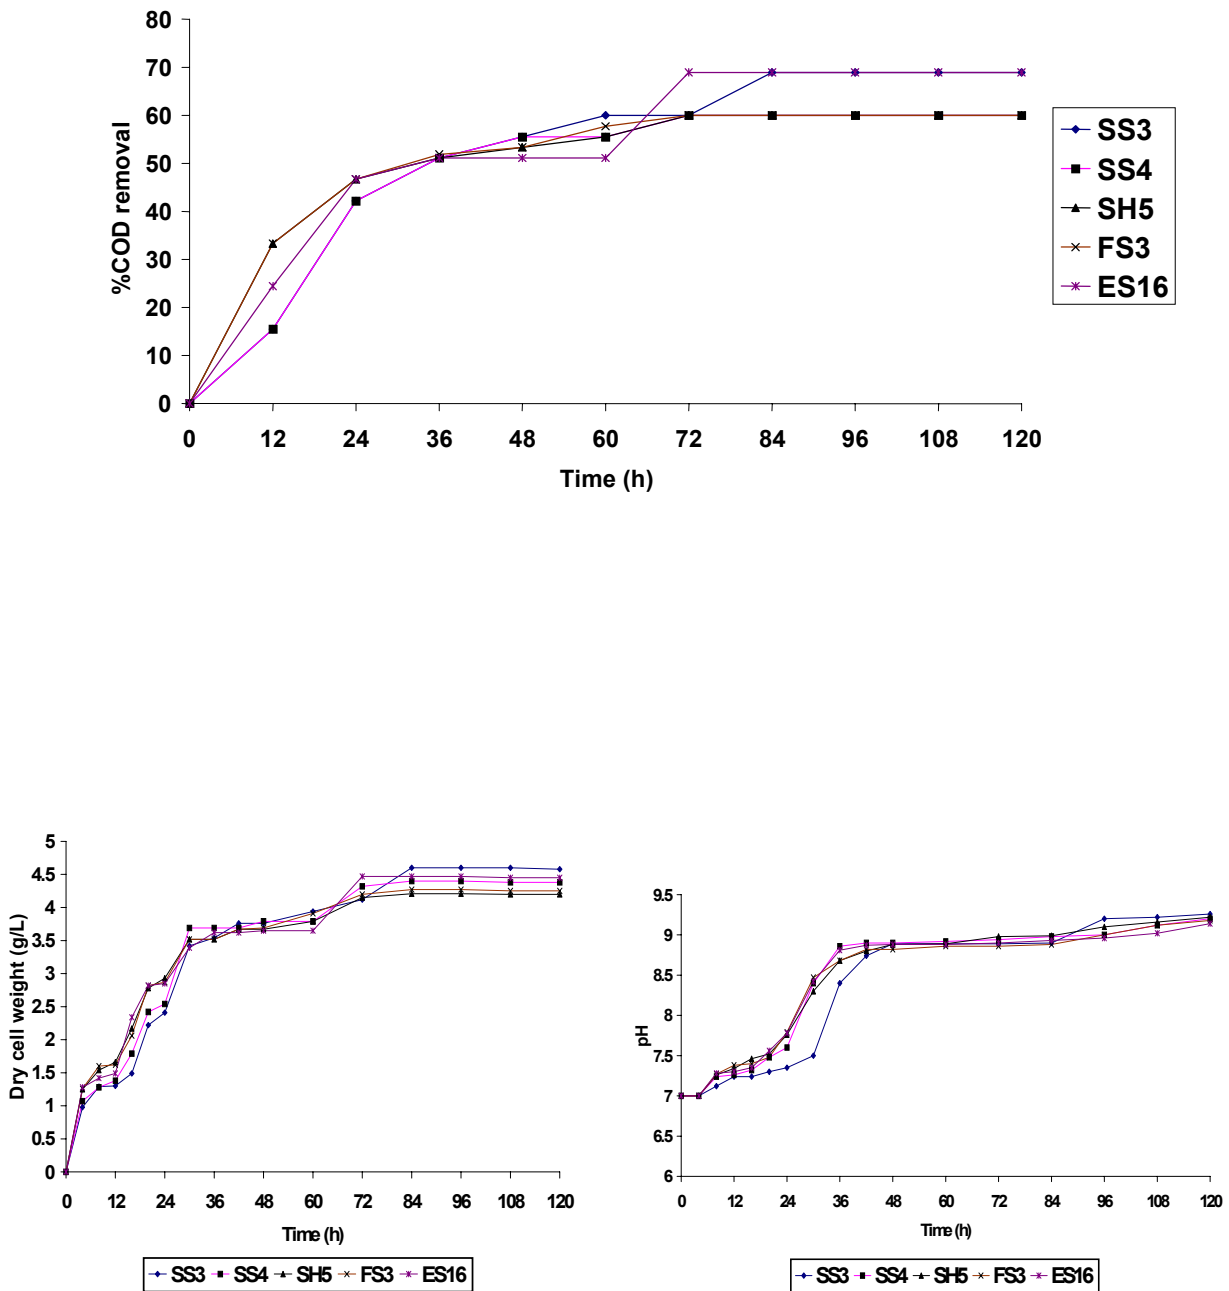 80
70
60
50
40
30
20
10
0
%COD removal
0 12 24 36 48 60 72 84 96 108 120
Time (h)
SS3
SS4
SH5
FS3
ES16
5
4.5
4
3.5
3
2.5
2
1.5
1
0.5
0
Dry cell weight (g/L)
0 12 24 36 48 60 72 84 96 108 120
Time (h)
SS3 SS4 SH5 FS3 ES16
9.5
9
8.5
8
7.5
7
6.5
6
pH
0 12 24 36 48 60 72 84 96 108 120
Time (h)
SS3 SS4 SH5 FS3 ES16